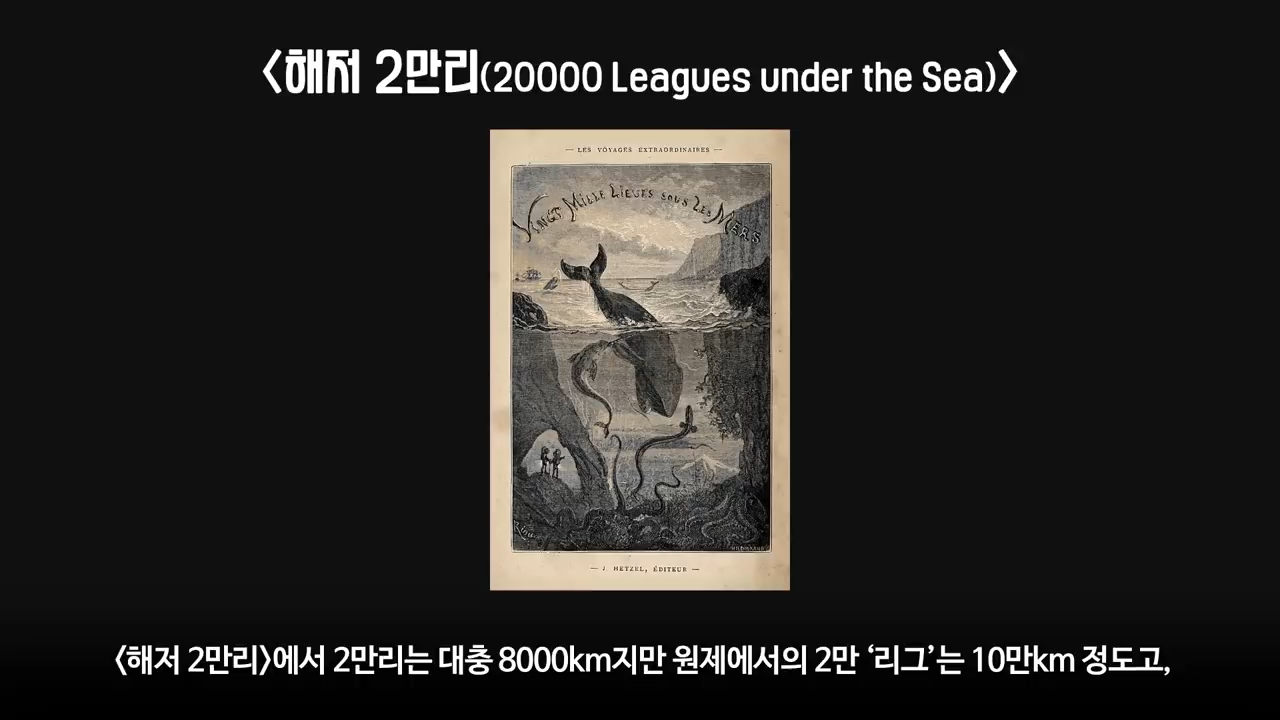 <해저 2만리(20000 Leagues under the Sea)>
— LES VOYAGES EXTRAORDINAIRES —
VINGT MILLE LIEUES SOUS LES MERS
— J. HETZEL, ÉDITEUR —
<해저 2만리>에서 2만리는 대충 8000km지만 원제에서의 2만 ‘리그’는 10만km 정도고,